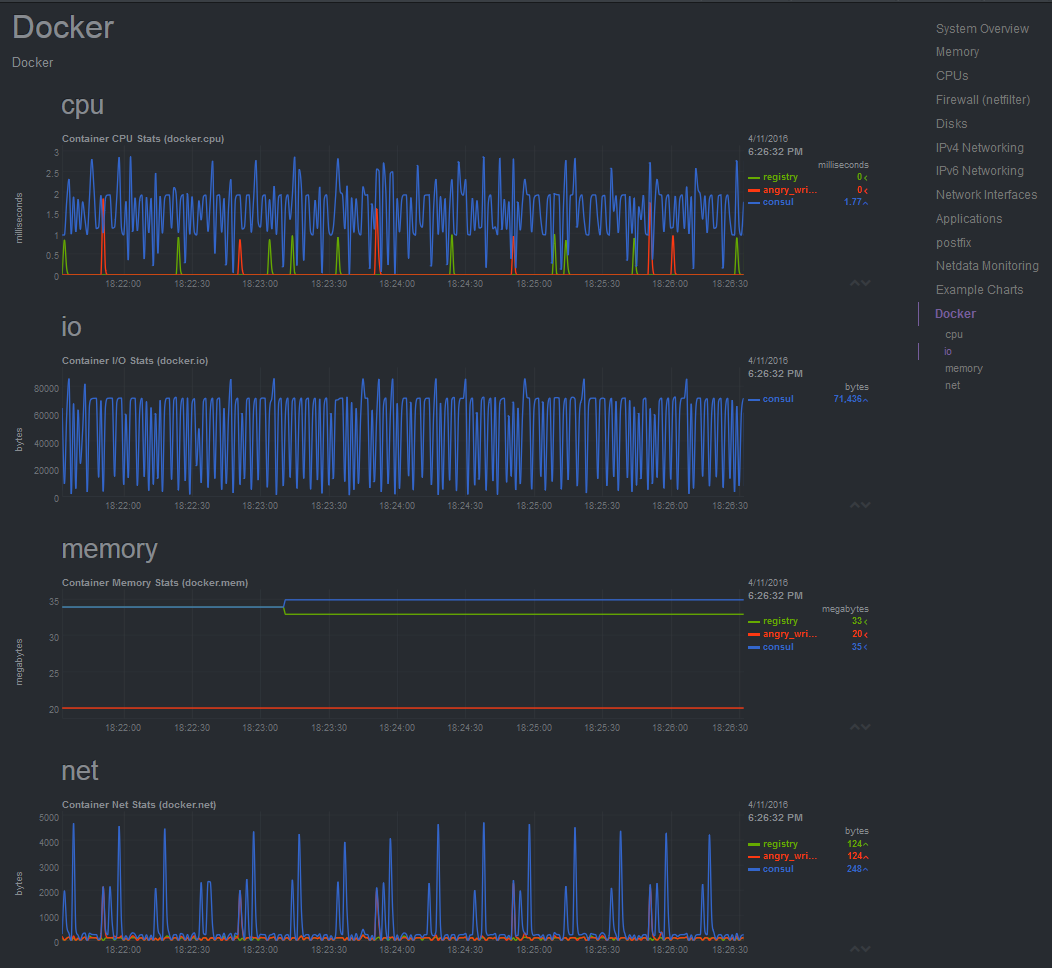 Docker
Docker
cpu
Container CPU Stats (docker.cpu)
4/11/2016
6:26:32 PM
milliseconds
registry 0
angry_wri... 0
consul 1.77
milliseconds
3
2.5
2
1.5
1
0.5
0
18:22:00 18:22:30 18:23:00 18:23:30 18:24:00 18:24:30 18:25:00 18:25:30 18:26:00 18:26:30
io
Container I/O Stats (docker.io)
4/11/2016
6:26:32 PM
bytes
consul 71,436
bytes
80000
60000
40000
20000
0
18:22:00 18:22:30 18:23:00 18:23:30 18:24:00 18:24:30 18:25:00 18:25:30 18:26:00 18:26:30
memory
Container Memory Stats (docker.mem)
4/11/2016
6:26:32 PM
megabytes
registry 33
angry_wri... 20
consul 35
megabytes
35
30
25
20
18:22:00 18:22:30 18:23:00 18:23:30 18:24:00 18:24:30 18:25:00 18:25:30 18:26:00 18:26:30
net
Container Net Stats (docker.net)
4/11/2016
6:26:32 PM
bytes
registry 124
angry_wri... 124
consul 248
bytes
5000
4000
3000
2000
1000
0
18:22:00 18:22:30 18:23:00 18:23:30 18:24:00 18:24:30 18:25:00 18:25:30 18:26:00 18:26:30
System Overview
Memory
CPUs
Firewall (netfilter)
Disks
IPv4 Networking
IPv6 Networking
Network Interfaces
Applications
postfix
Netdata Monitoring
Example Charts
Docker
cpu
io
memory
net